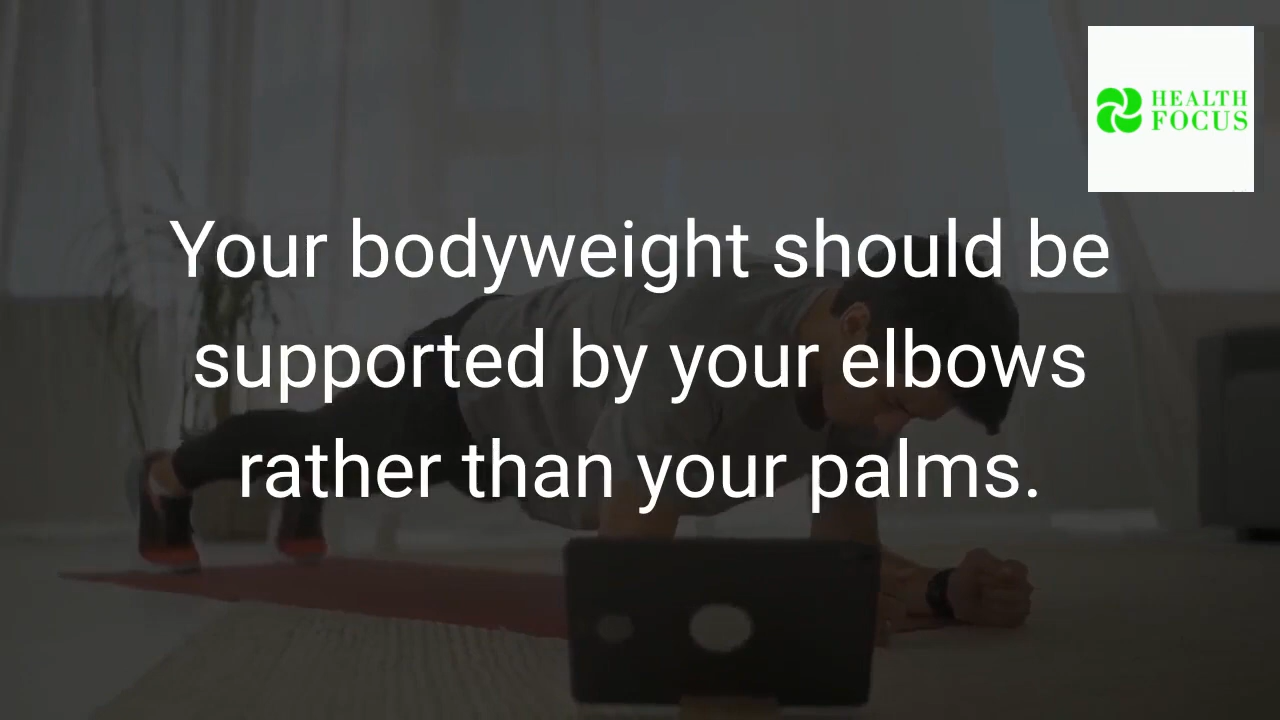 HEALTH
FOCUS
Your bodyweight should be
supported by your elbows
rather than your palms.